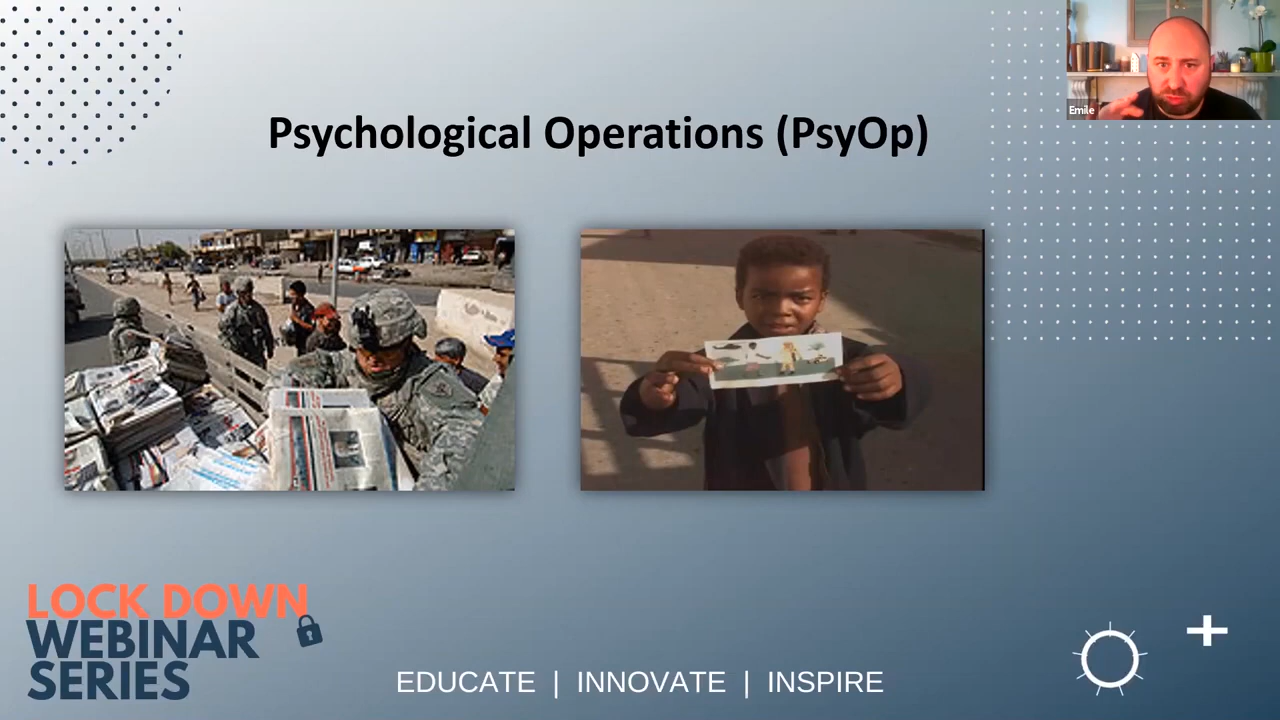 Emile
Psychological Operations (PsyOp)
LOCK DOWN
WEBINAR
SERIES
EDUCATE | INNOVATE | INSPIRE